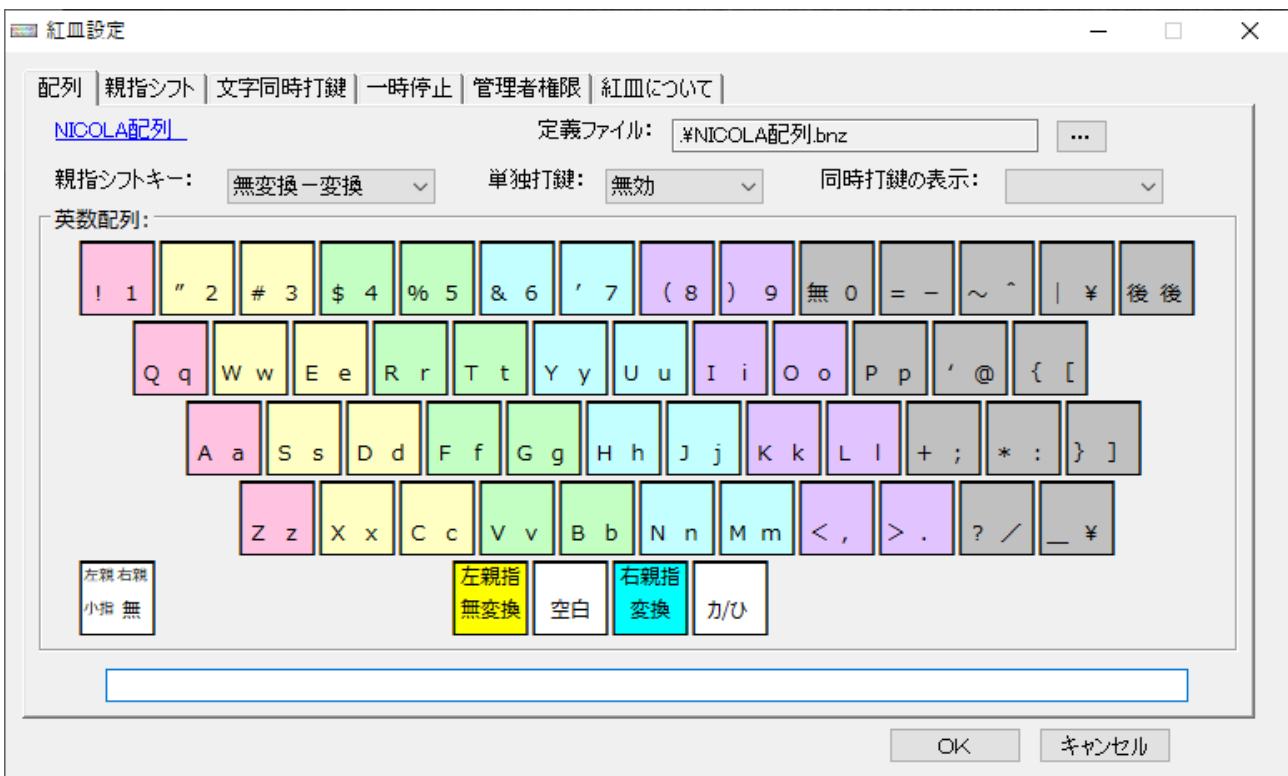 紅皿設定
配列 親指シフト 文字同時打鍵 一時停止 管理者権限 紅皿について
NICOLA配列 定義ファイル： .¥NICOLA配列.bnz ...
親指シフトキー： 無変換－変換 単独打鍵： 無効 同時打鍵の表示：
英数配列:
! 1 ” 2 # 3 $ 4 % 5 & 6 ’ 7 ( 8 ) 9 無 0 = － ～ ＾ | ￥ 後 後
Q q W w E e R r T t Y y U u I i O o P p ‘ @ { [
A a S s D d F f G g H h J j K k L l + ; * : } ]
Z z X x C c V v B b N n M m ＜ , ＞ . ? ／ ＿ ￥
左親 右親 左親指 右親指
小指 無 無変換 空白 変換 カ/ひ
OK キャンセル